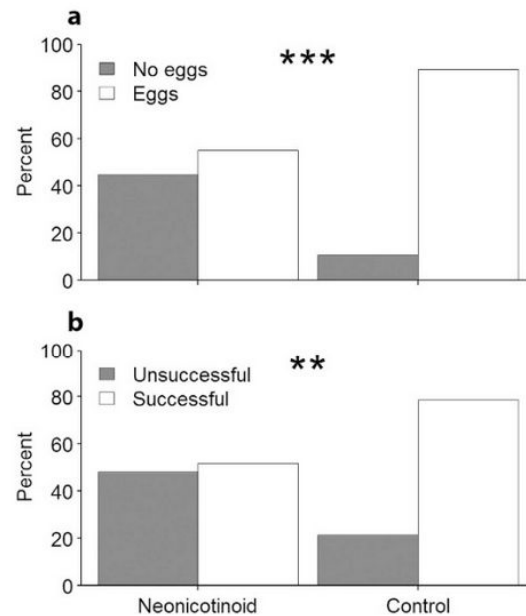 a
***
100
80
60
40
20
0
Percent
No eggs
Eggs
b
**
100
80
60
40
20
0
Percent
Unsuccessful
Successful
Neonicotinoid
Control